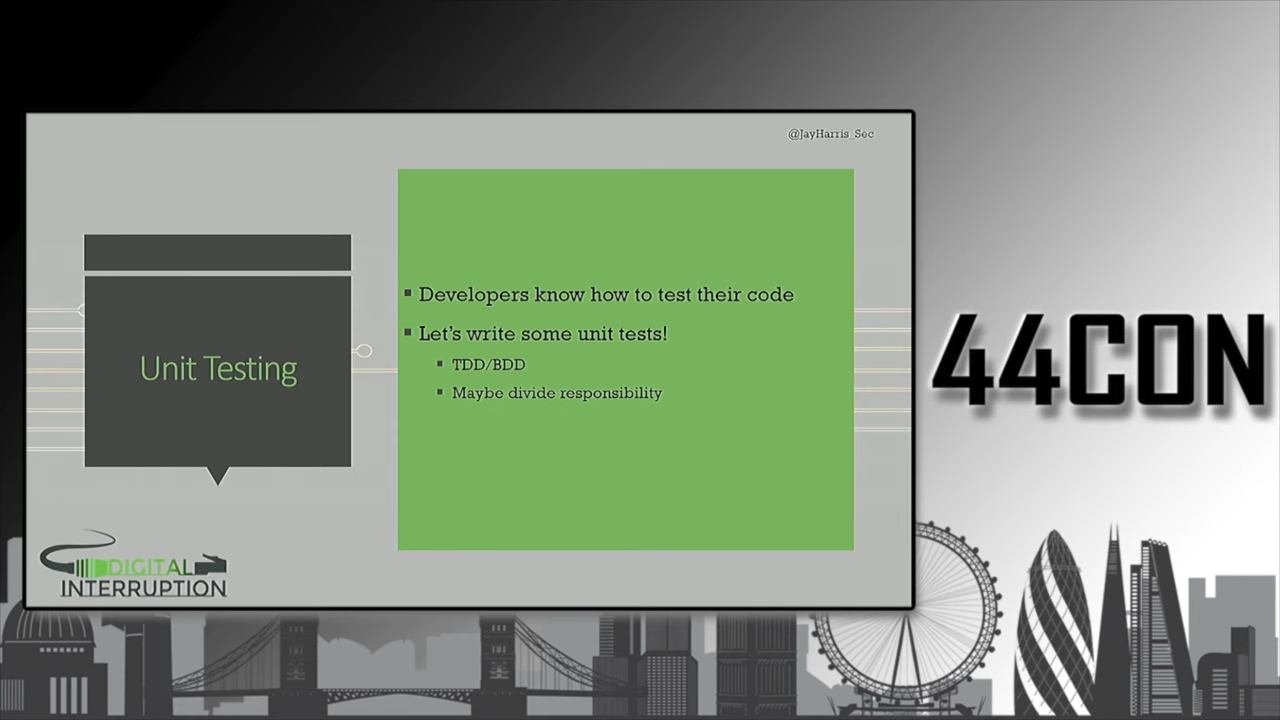 @JayHarris_Sec
Unit Testing
Developers know how to test their code
Let's write some unit tests!
TDD/BDD
Maybe divide responsibility
DIGITAL
INTERRUPTION
44CON